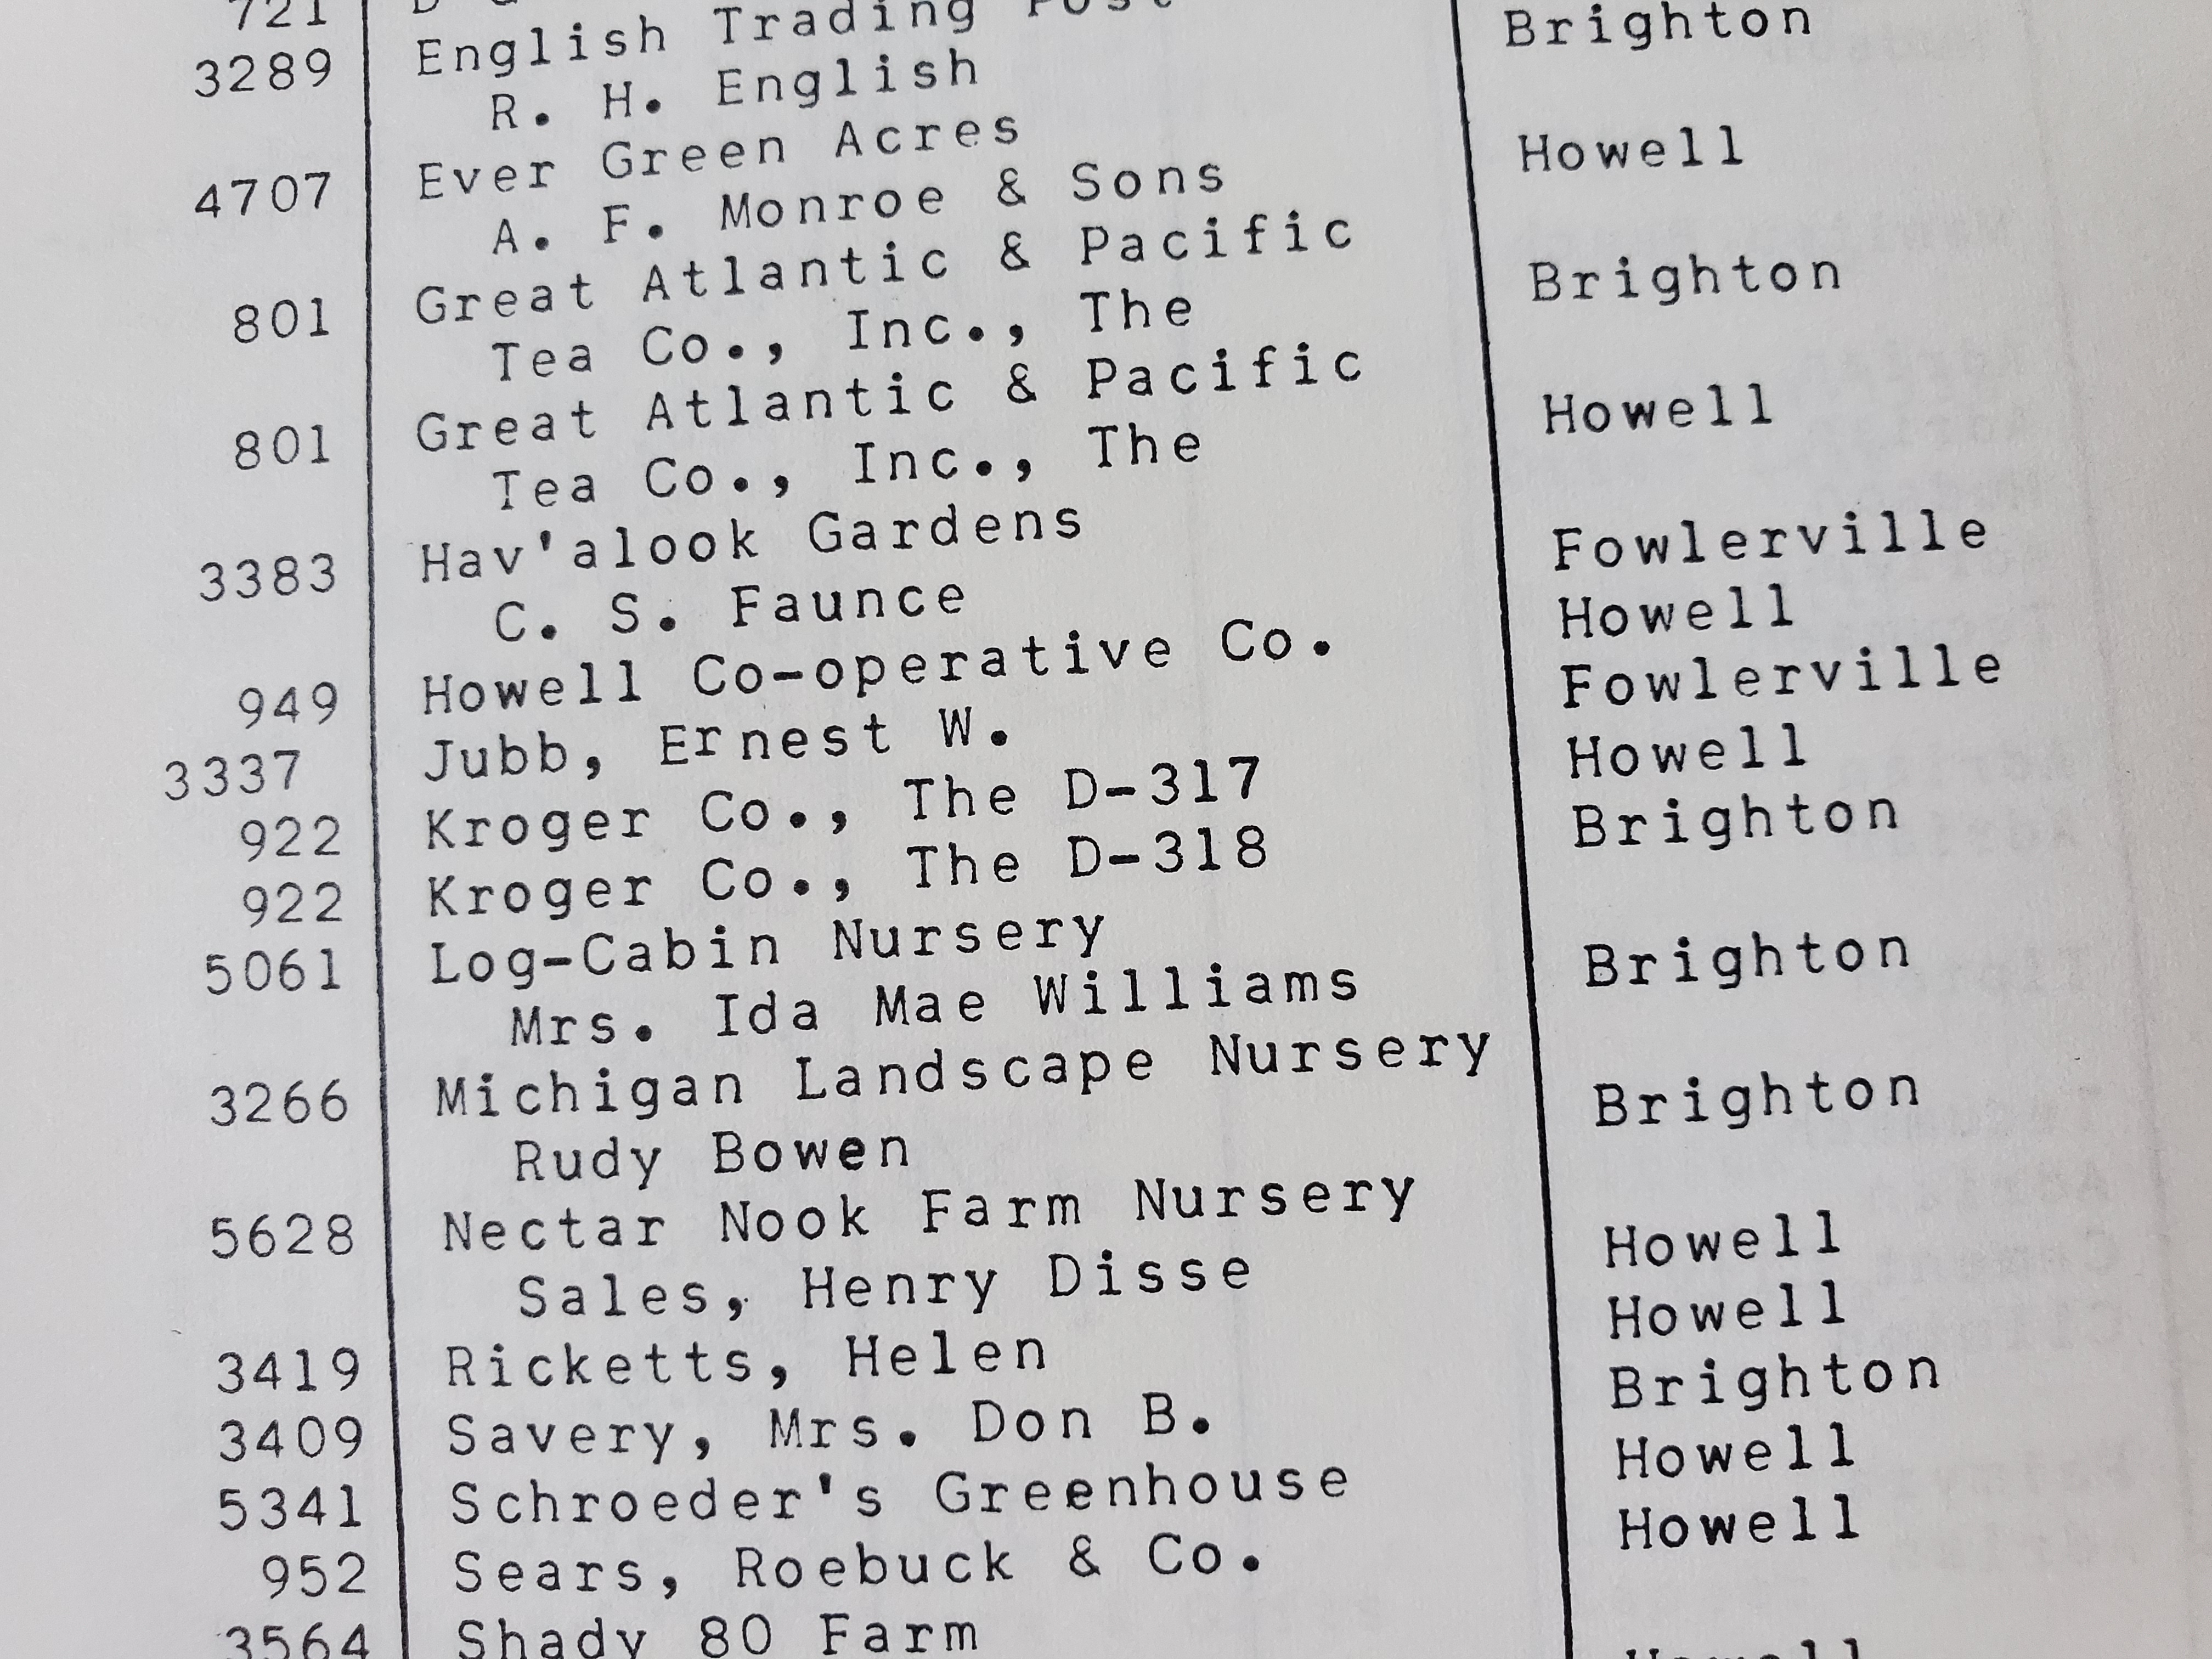 721
3289 English Trading Post
R. H. English Brighton
4707 Ever Green Acres
A. F. Monroe & Sons Howell
801 Great Atlantic & Pacific
Tea Co., Inc., The Brighton
801 Great Atlantic & Pacific
Tea Co., Inc., The Howell
3383 Hav'alook Gardens
C. S. Faunce Fowlerville
949 Howell Co-operative Co. Howell
3337 Jubb, Ernest W. Fowlerville
922 Kroger Co., The D-317 Howell
922 Kroger Co., The D-318 Brighton
5061 Log-Cabin Nursery
Mrs. Ida Mae Williams Brighton
3266 Michigan Landscape Nursery
Rudy Bowen Brighton
5628 Nectar Nook Farm Nursery
Sales, Henry Disse Howell
3419 Ricketts, Helen Howell
3409 Savery, Mrs. Don B. Brighton
5341 Schroeder's Greenhouse Howell
952 Sears, Roebuck & Co. Howell
3564 Shady 80 Farm
Howell